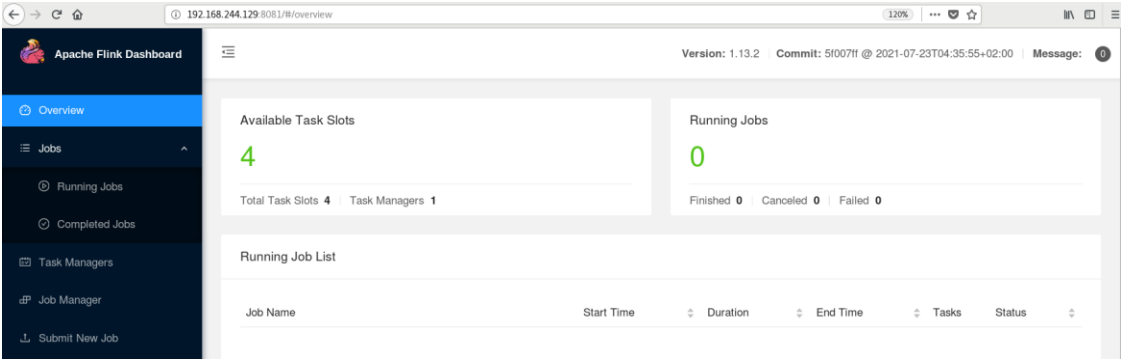 192.168.244.129:8081/#/overview 120%
Apache Flink Dashboard
Version: 1.13.2 Commit: 5f007ff @ 2021-07-23T04:35:55+02:00 Message: 0
Overview
Jobs
Running Jobs
Completed Jobs
Task Managers
Job Manager
Submit New Job
Available Task Slots
4
Total Task Slots 4 Task Managers 1
Running Jobs
0
Finished 0 Canceled 0 Failed 0
Running Job List
Job Name Start Time Duration End Time Tasks Status